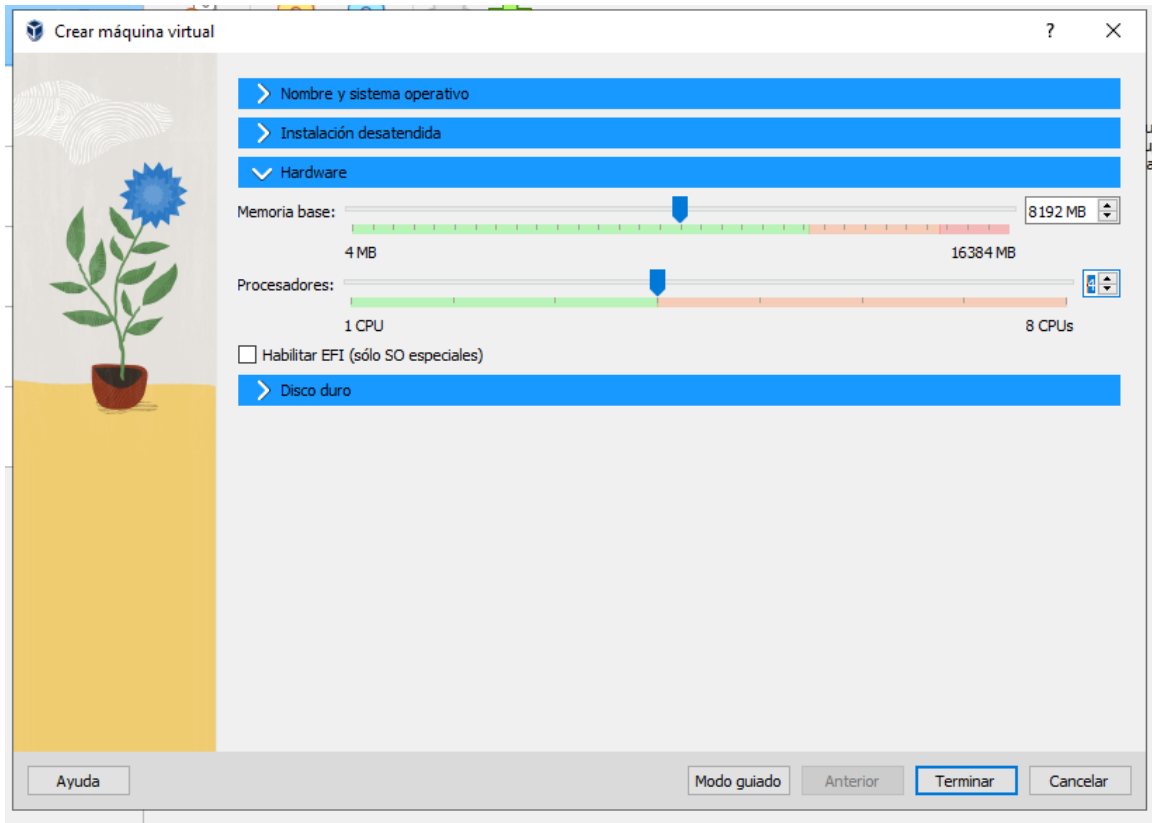 Crear máquina virtual
?
Nombre y sistema operativo
Instalación desatendida
Hardware
Memoria base:
8192 MB
4 MB
16384 MB
Procesadores:
4
1 CPU
8 CPUs
Habilitar EFI (sólo SO especiales)
Disco duro
Ayuda
Modo guiado
Anterior
Terminar
Cancelar